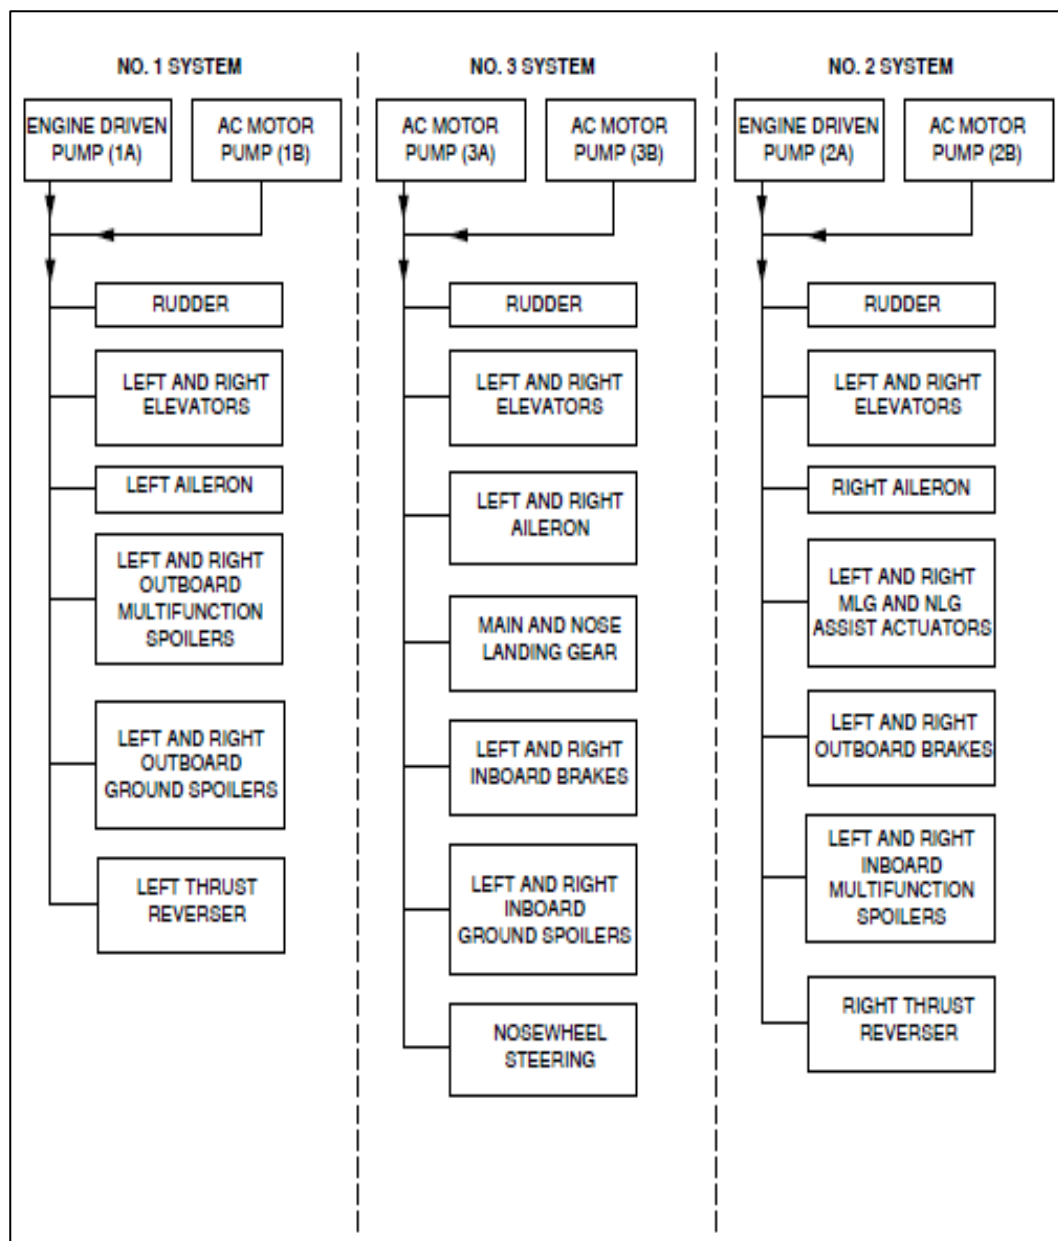 NO. 1 SYSTEM
ENGINE DRIVEN
PUMP (1A)
AC MOTOR
PUMP (1B)
RUDDER
LEFT AND RIGHT
ELEVATORS
LEFT AILERON
LEFT AND RIGHT
OUTBOARD
MULTIFUNCTION
SPOILERS
LEFT AND RIGHT
OUTBOARD
GROUND SPOILERS
LEFT THRUST
REVERSER
NO. 3 SYSTEM
AC MOTOR
PUMP (3A)
AC MOTOR
PUMP (3B)
RUDDER
LEFT AND RIGHT
ELEVATORS
LEFT AND RIGHT
AILERON
MAIN AND NOSE
LANDING GEAR
LEFT AND RIGHT
INBOARD BRAKES
LEFT AND RIGHT
INBOARD
GROUND SPOILERS
NOSEWHEEL
STEERING
NO. 2 SYSTEM
ENGINE DRIVEN
PUMP (2A)
AC MOTOR
PUMP (2B)
RUDDER
LEFT AND RIGHT
ELEVATORS
RIGHT AILERON
LEFT AND RIGHT
MLG AND NLG
ASSIST ACTUATORS
LEFT AND RIGHT
OUTBOARD BRAKES
LEFT AND RIGHT
INBOARD
MULTIFUNCTION
SPOILERS
RIGHT THRUST
REVERSER